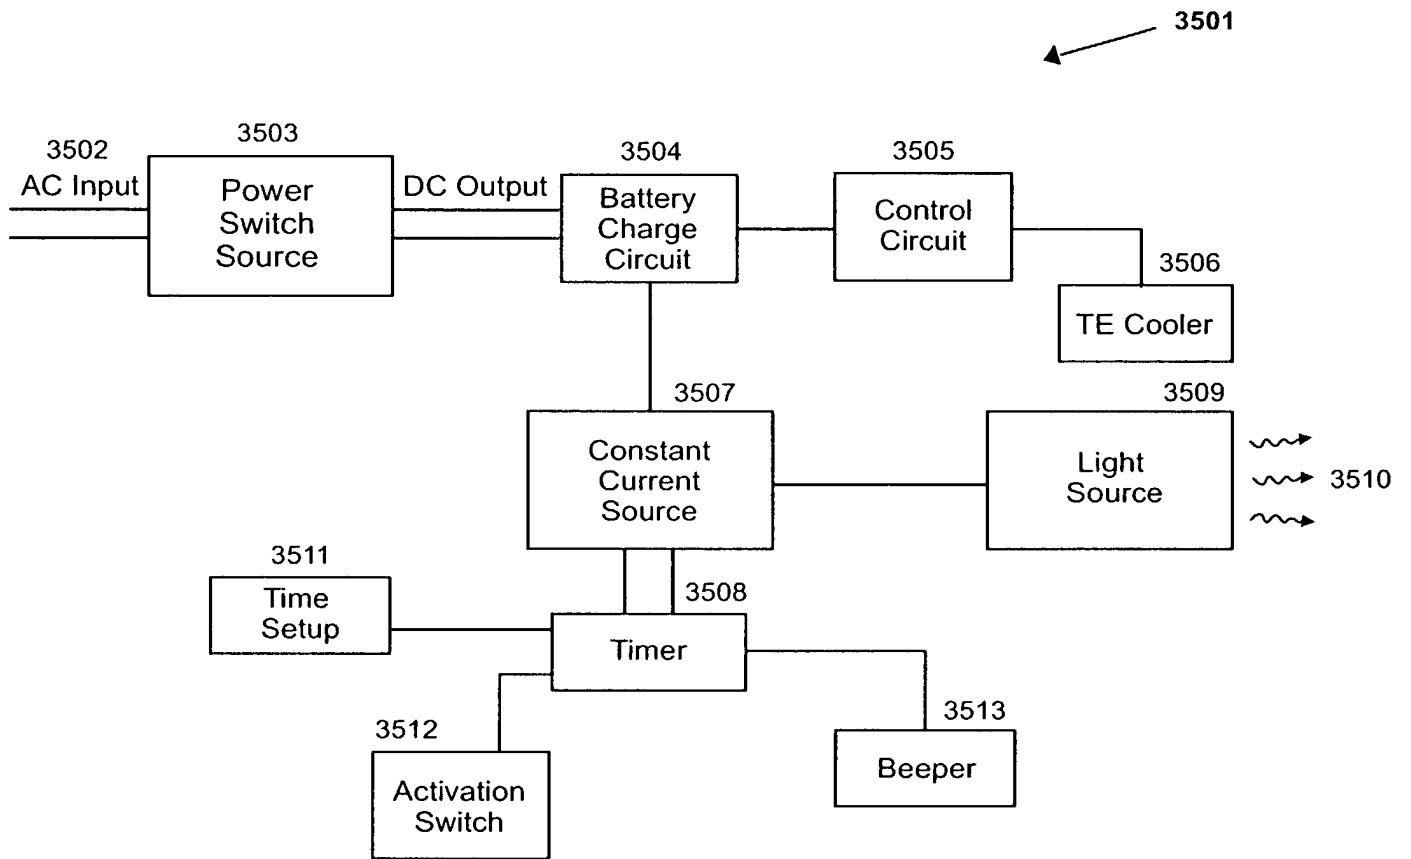 3501
3502
AC Input
3503
Power
Switch
Source
DC Output
3504
Battery
Charge
Circuit
3505
Control
Circuit
3506
TE Cooler
3507
Constant
Current
Source
3509
Light
Source
3510
3511
Time
Setup
3508
Timer
3512
Activation
Switch
3513
Beeper